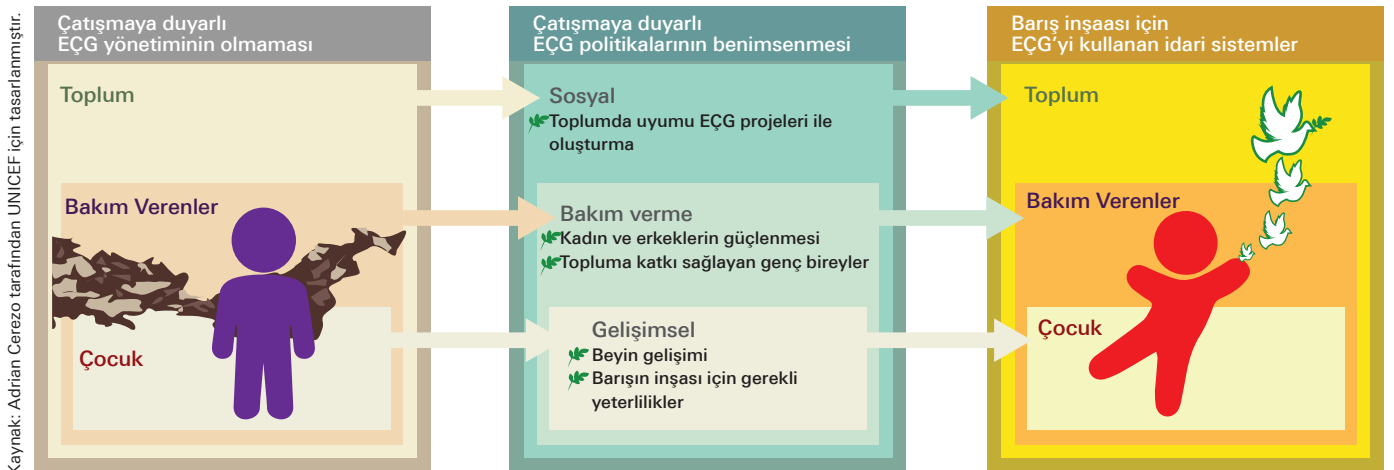 Kaynak: Adrian Cerezo tarafından UNICEF için tasarlanmıştır.
Çatışmaya duyarlı
EÇG yönetiminin olmaması
Toplum
Bakım Verenler
Çocuk
Çatışmaya duyarlı
EÇG politikalarının benimsenmesi
Sosyal
Toplumda uyumu EÇG projeleri ile
oluşturma
Bakım verme
Kadın ve erkeklerin güçlenmesi
Topluma katkı sağlayan genç bireyler
Gelişimsel
Beyin gelişimi
Barışın inşası için gerekli
yeterlilikler
Barış inşaası için
EÇG'yi kullanan idari sistemler
Toplum
Bakım Verenler
Çocuk